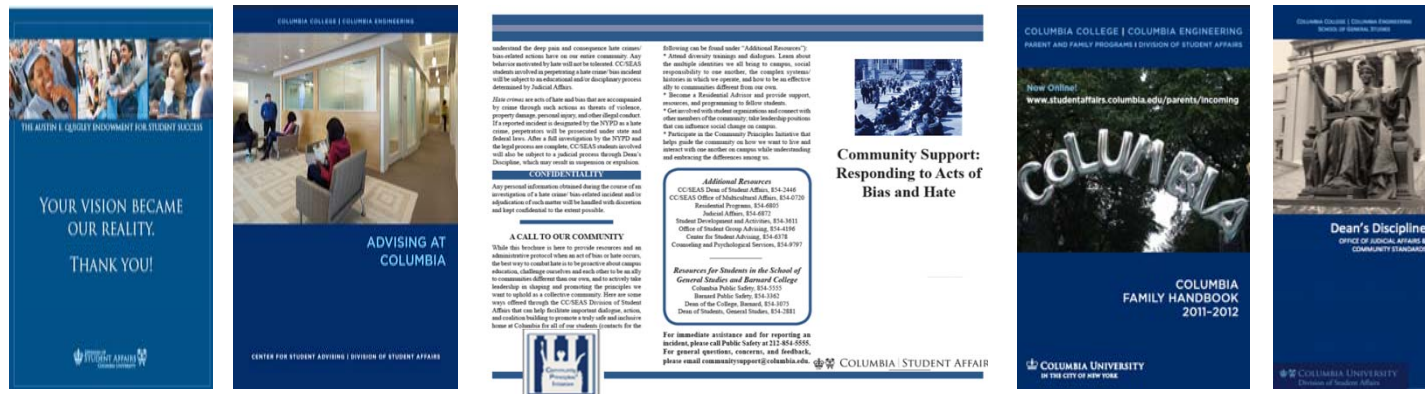 THE AUSTIN E. QUIGLEY ENDOWMENT FOR STUDENT SUCCESS
YOUR VISION BECAME
OUR REALITY.
THANK YOU!
DIVISION OF
STUDENT AFFAIRS
COLUMBIA UNIVERSITY
COLUMBIA COLLEGE | COLUMBIA ENGINEERING
ADVISING AT
COLUMBIA
CENTER FOR STUDENT ADVISING | DIVISION OF STUDENT AFFAIRS
understand the deep pain and consequence hate crimes/
bias-related actions have on our entire community. Any
behavior motivated by hate will not be tolerated. CC/SEAS
students involved in perpetrating a hate crime/ bias incident
will be subject to an educational and/or disciplinary process
determined by Judicial Affairs.
Hate crimes are acts of hate and bias that are accompanied
by crime through such actions as threats of violence,
property damage, personal injury, and other illegal conduct.
If a reported incident is designated by the NYPD as a hate
crime, perpetrators will be prosecuted under state and
federal laws. After a full investigation by the NYPD and
the legal process are complete, CC/SEAS students involved
will also be subject to a judicial process through Dean's
Discipline, which may result in suspension or expulsion.
CONFIDENTIALITY
Any personal information obtained during the course of an
investigation of a hate crime/ bias-related incident and/or
adjudication of such matter will be handled with discretion
and kept confidential to the extent possible.
A CALL TO OUR COMMUNITY
While this brochure is here to provide resources and an
administrative protocol when an act of bias or hate occurs,
the best way to combat hate is to be proactive about campus
education, challenge ourselves and each other to be an ally
to communities different than our own, and to actively take
leadership in shaping and promoting the principles we
want to uphold as a collective community. Here are some
ways offered through the CC/SEAS Division of Student
Affairs that can help facilitate important dialogue, action,
and coalition building to promote a truly safe and inclusive
home at Columbia for all of our students (contacts for the
Community
Principles
Initiative
following can be found under "Additional Resources"):
* Attend diversity trainings and dialogues. Learn about
the multiple identities we all bring to campus, social
responsibility to one another, the complex systems/
histories in which we operate, and how to be an effective
ally to communities different from our own.
* Become a Residential Advisor and provide support,
resources, and programming to fellow students.
* Get involved with student organizations and connect with
other members of the community; take leadership positions
that can influence social change on campus.
* Participate in the Community Principles Initiative that
helps guide the community on how we want to live and
interact with one another on campus while understanding
and embracing the differences among us.
Additional Resources
CC/SEAS Dean of Student Affairs, 854-2446
CC/SEAS Office of Multicultural Affairs, 854-0720
Residential Programs, 854-6805
Judicial Affairs, 854-6872
Student Development and Activities, 854-3611
Office of Student Group Advising, 854-4196
Center for Student Advising, 854-6378
Counseling and Psychological Services, 854-9797
Resources for Students in the School of
General Studies and Barnard College
Columbia Public Safety, 854-5555
Barnard Public Safety, 854-3362
Dean of the College, Barnard, 854-3075
Dean of Students, General Studies, 854-2881
For immediate assistance and for reporting an
incident, please call Public Safety at 212-854-5555.
For general questions, concerns, and feedback,
please email communitysupport@columbia.edu.
Community Support:
Responding to Acts of
Bias and Hate
COLUMBIA | STUDENT AFFAIR
COLUMBIA COLLEGE | COLUMBIA ENGINEERING
PARENT AND FAMILY PROGRAMS | DIVISION OF STUDENT AFFAIRS
Now Online!
www.studentaffairs.columbia.edu/parents/incoming
COLUMBIA
COLUMBIA
FAMILY HANDBOOK
2011-2012
COLUMBIA UNIVERSITY
IN THE CITY OF NEW YORK
COLUMBIA COLLEGE | COLUMBIA ENGINEERING
SCHOOL OF GENERAL STUDIES
Dean's Discipline
OFFICE OF JUDICIAL AFFAIRS &
COMMUNITY STANDARDS
COLUMBIA UNIVERSITY
Division of Student Affairs